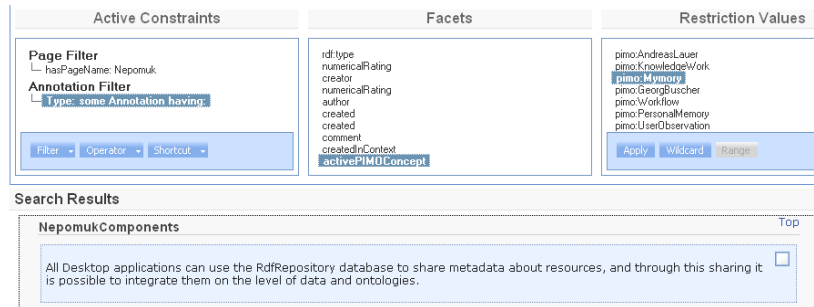 Active Constraints
Facets
Restriction Values
Page Filter
hasPageName: Nepomuk
Annotation Filter
Type: some Annotation having:
Filter
Operator
Shortcut
rdf:type
numericalRating
creator
numericalRating
author
created
created
comment
createdInContext
activePIMOConcept
pimo:AndreasLauer
pimo:KnowledgeWork
pimo:Mymory
pimo:GeorgBuscher
pimo:Workflow
pimo:PersonalMemory
pimo:UserObservation
Apply
Wildcard
Range
Search Results
Top
NepomukComponents
All Desktop applications can use the RdfRepository database to share metadata about resources, and through this sharing it
is possible to integrate them on the level of data and ontologies.